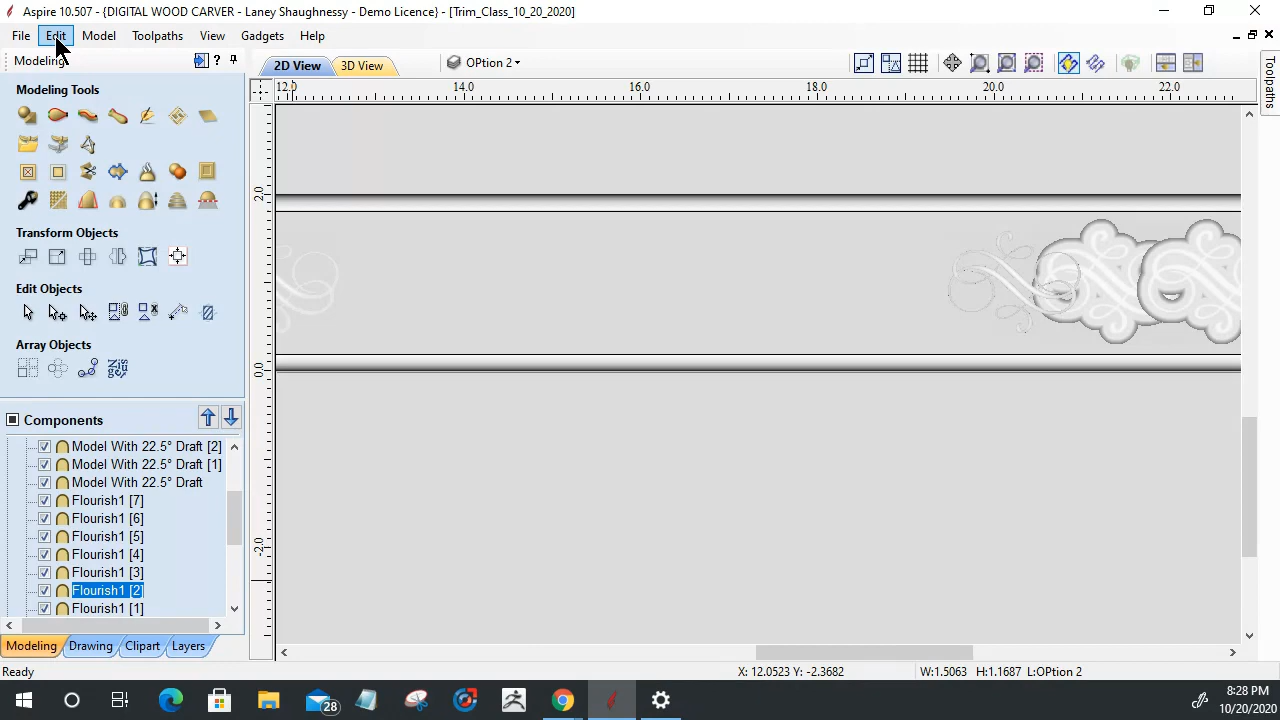 Aspire 10.507 - {DIGITAL WOOD CARVER - Laney Shaughnessy - Demo Licence} - [Trim_Class_10_20_2020]
File Edit Model Toolpaths View Gadgets Help
Modeling ?
2D View 3D View OPtion 2
Toolpaths
12.0 14.0 16.0 18.0 20.0 22.0
2.0
0.0
-2.0
Modeling Tools
Transform Objects
Edit Objects
Array Objects
Components
Model With 22.5° Draft [2]
Model With 22.5° Draft [1]
Model With 22.5° Draft
Flourish1 [7]
Flourish1 [6]
Flourish1 [5]
Flourish1 [4]
Flourish1 [3]
Flourish1 [2]
Flourish1 [1]
Modeling Drawing Clipart Layers
Ready X: 12.0523 Y: -2.3682 W:1.5063 H:1.1687 L:OPtion 2
28
8:28 PM
10/20/2020